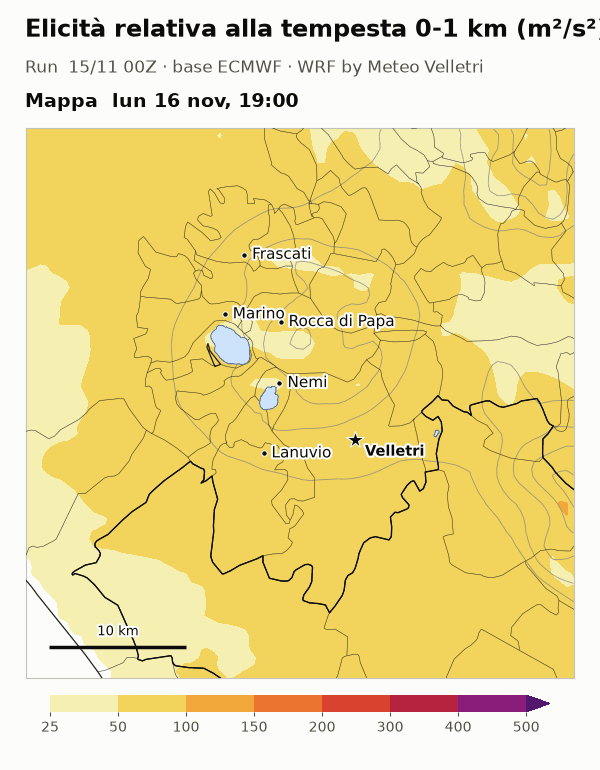 Elicità relativa alla tempesta 0-1 km (m²/s²)
Run 15/11 00Z · base ECMWF · WRF by Meteo Velletri
Mappa lun 16 nov, 19:00
Frascati
Marino
Rocca di Papa
Nemi
Velletri
Lanuvio
10 km
25 50 100 150 200 300 400 500